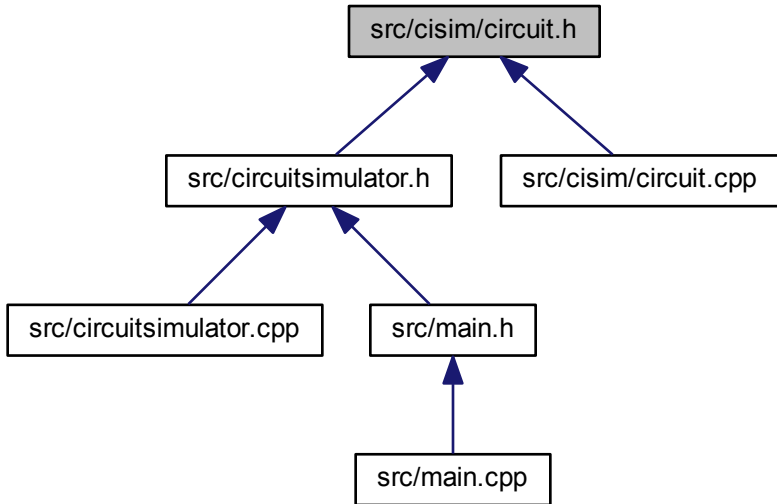 src/cisim/circuit.h
src/circuitsimulator.h
src/cisim/circuit.cpp
src/circuitsimulator.cpp
src/main.h
src/main.cpp